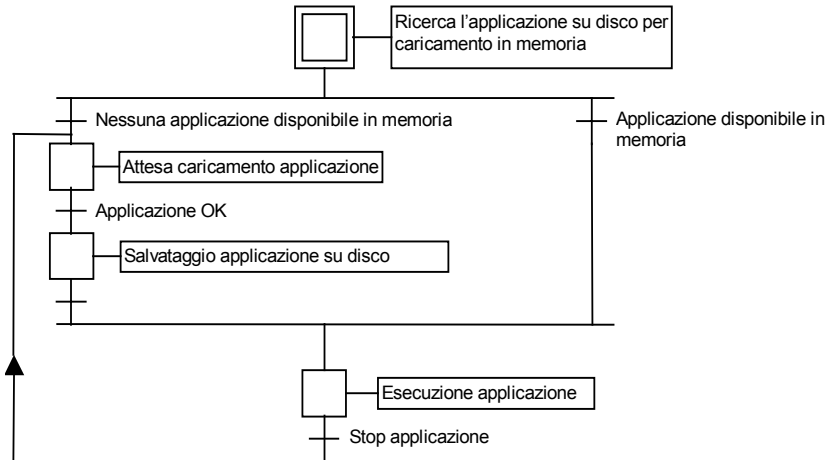 Ricerca l'applicazione su disco per
caricamento in memoria
Nessuna applicazione disponibile in memoria
Applicazione disponibile in
memoria
Attesa caricamento applicazione
Applicazione OK
Salvataggio applicazione su disco
Esecuzione applicazione
Stop applicazione